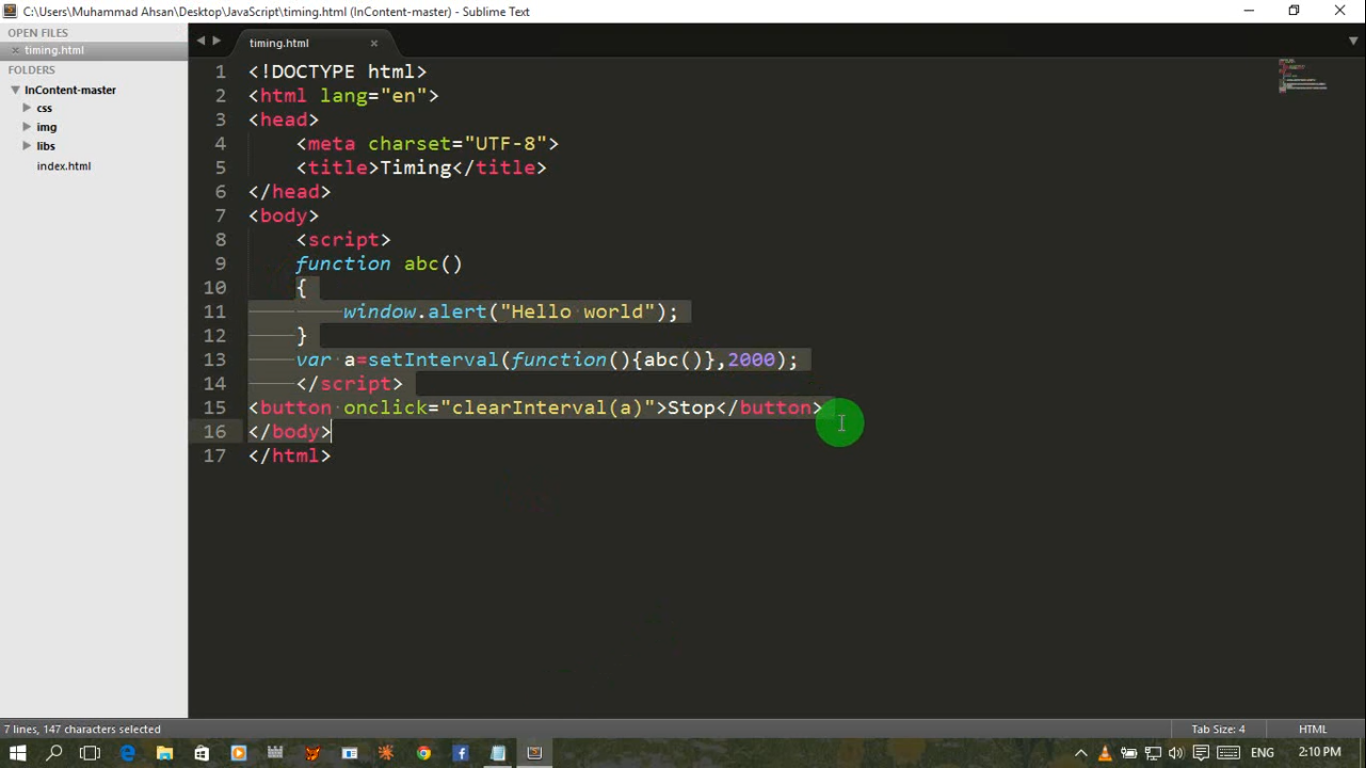 C:\Users\Muhammad Ahsan\Desktop\JavaScript\timing.html (InContent-master) - Sublime Text
OPEN FILES
timing.html
FOLDERS
InContent-master
css
img
libs
index.html
timing.html
1 <!DOCTYPE html>
2 <html lang="en">
3 <head>
4 <meta charset="UTF-8">
5 <title>Timing</title>
6 </head>
7 <body>
8 <script>
9 function abc()
10 {
11 window.alert("Hello world");
12 }
13 var a=setInterval(function(){abc()},2000);
14 </script>
15 <button onclick="clearInterval(a)">Stop</button>
16 </body>
17 </html>
7 lines, 147 characters selected
Tab Size: 4
HTML
ENG
2:10 PM